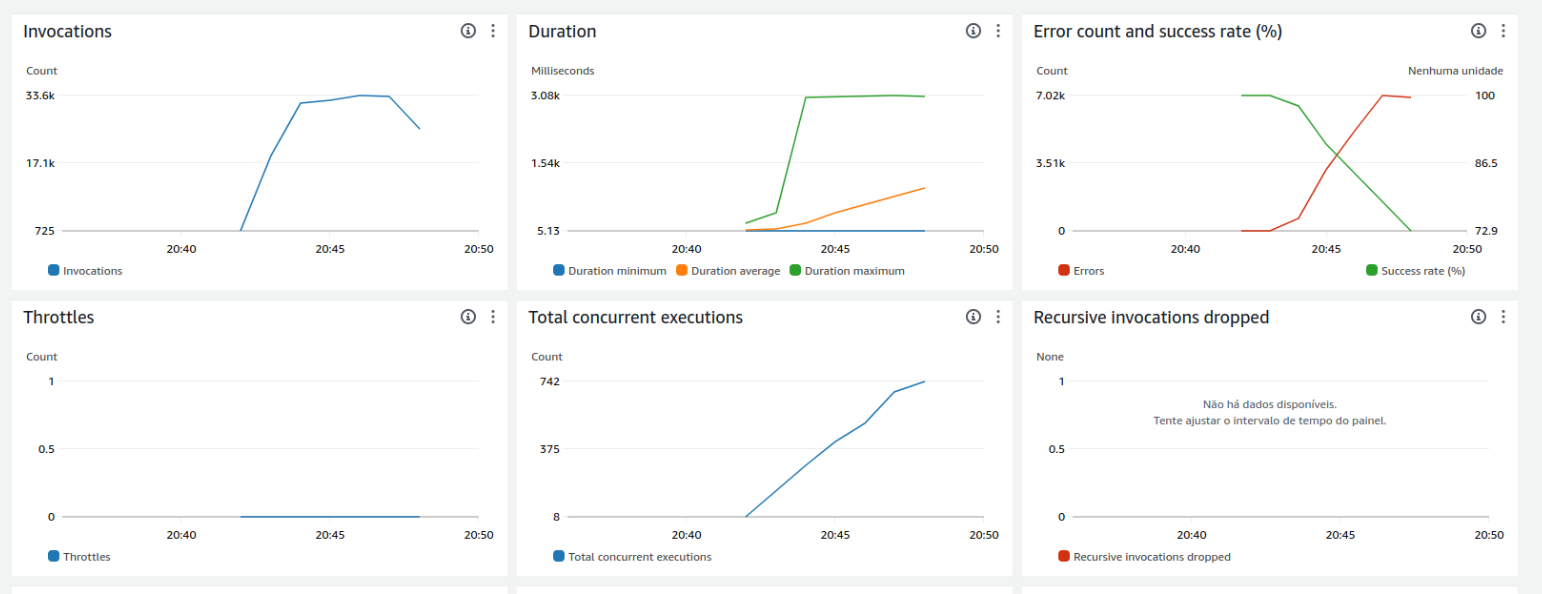 Invocations
Count
33.6k
17.1k
725
20:40 20:45 20:50
Invocations
Duration
Milliseconds
3.08k
1.54k
5.13
20:40 20:45 20:50
Duration minimum Duration average Duration maximum
Error count and success rate (%)
Count Nenhuma unidade
7.02k 100
3.51k 86.5
0 72.9
20:40 20:45 20:50
Errors Success rate (%)
Throttles
Count
1
0.5
0
20:40 20:45 20:50
Throttles
Total concurrent executions
Count
742
375
8
20:40 20:45 20:50
Total concurrent executions
Recursive invocations dropped
None
1
Não há dados disponíveis.
Tente ajustar o intervalo de tempo do painel.
0.5
0
20:40 20:45 20:50
Recursive invocations dropped